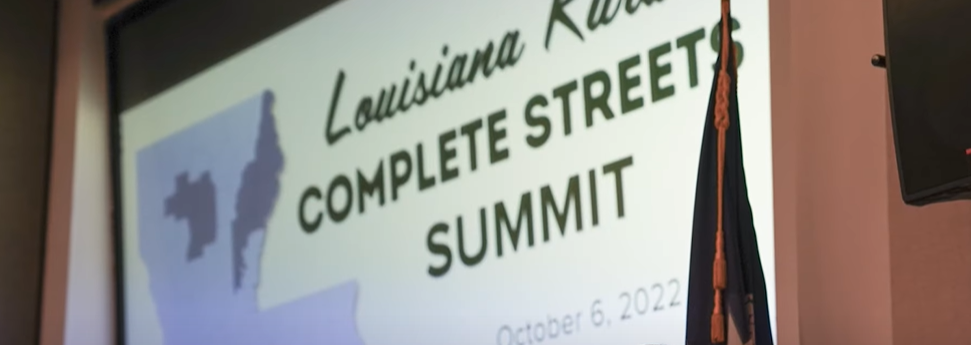 Louisiana
COMPLETE STREETS
SUMMIT
October 6, 2022